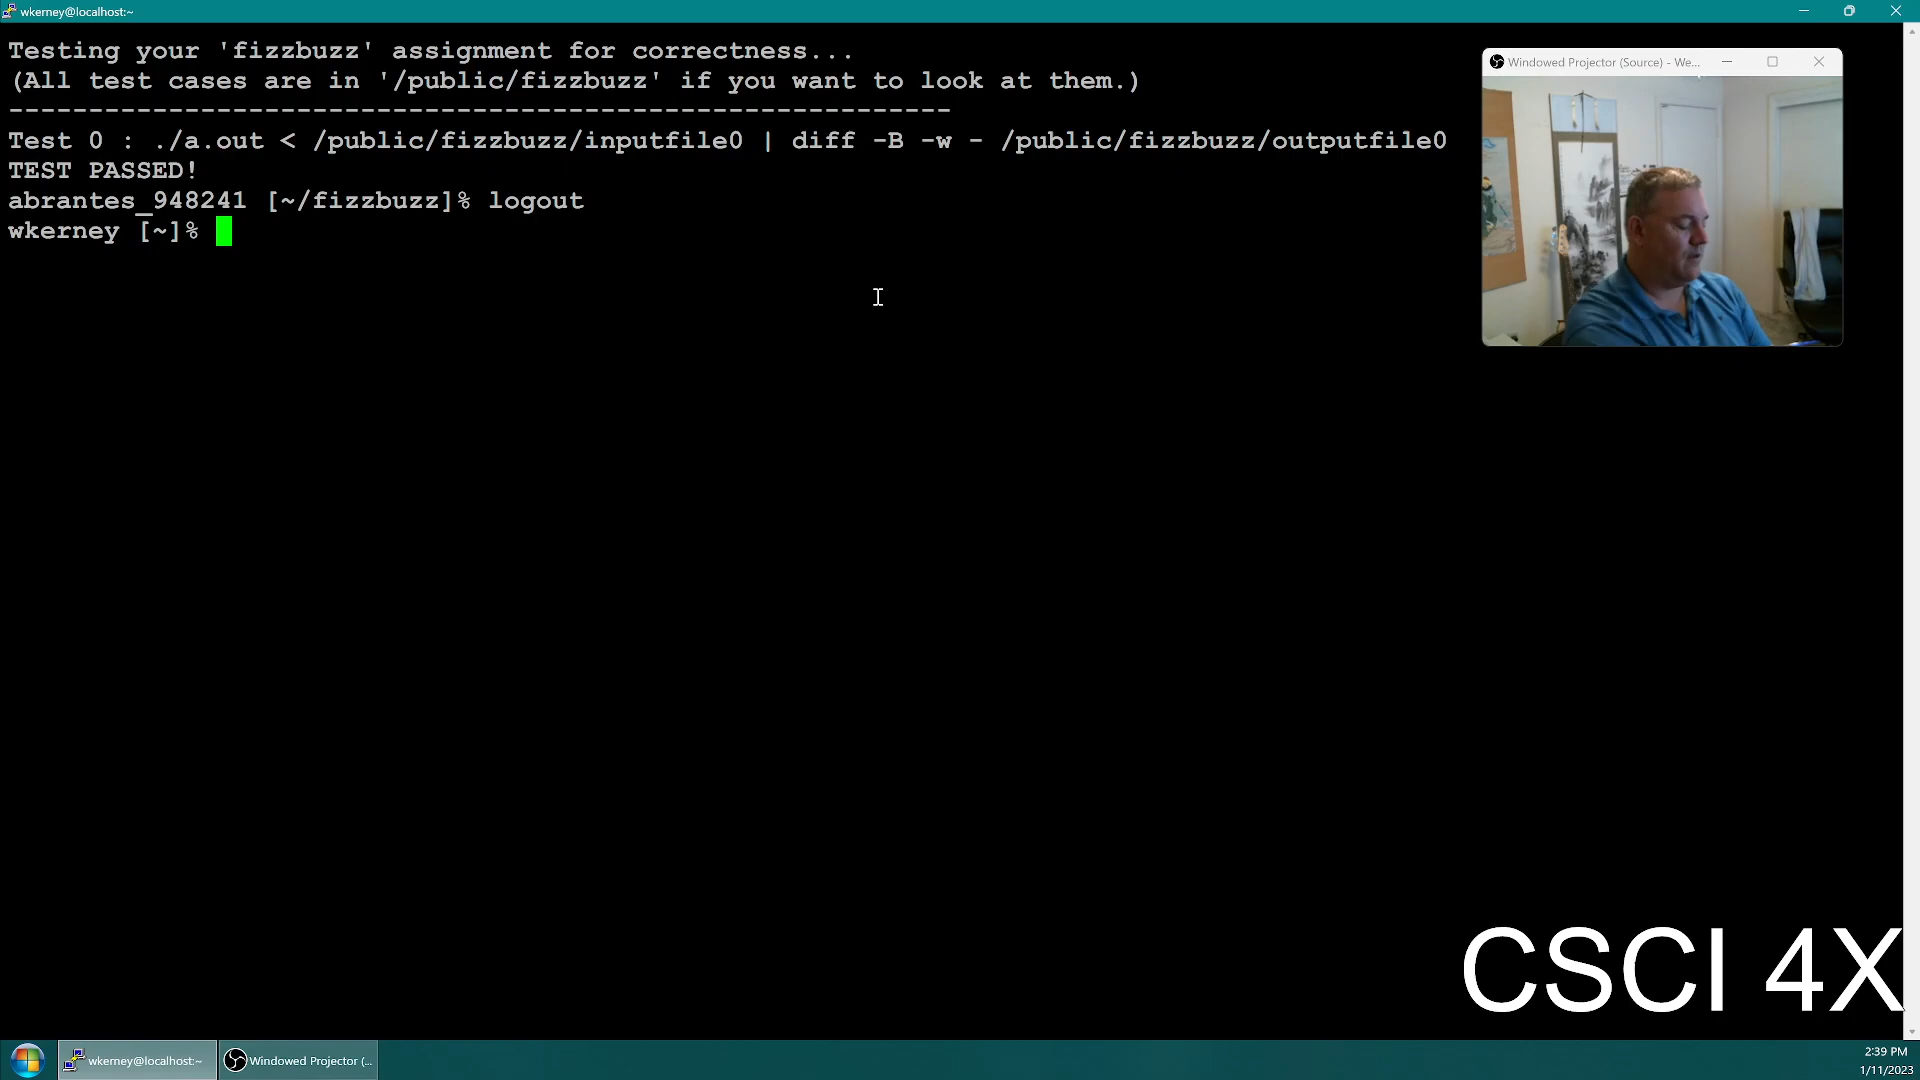 wkerney@localhost:~
Testing your 'fizzbuzz' assignment for correctness...
(All test cases are in '/public/fizzbuzz' if you want to look at them.)
-----------------------------------------------------------
Test 0 : ./a.out < /public/fizzbuzz/inputfile0 | diff -B -w - /public/fizzbuzz/outputfile0
TEST PASSED!
abrantes_948241 [~/fizzbuzz]% logout
wkerney [~]%
Windowed Projector (Source) - We...
CSCI 4X
wkerney@localhost:~
Windowed Projector (...
2:39 PM
1/11/2023